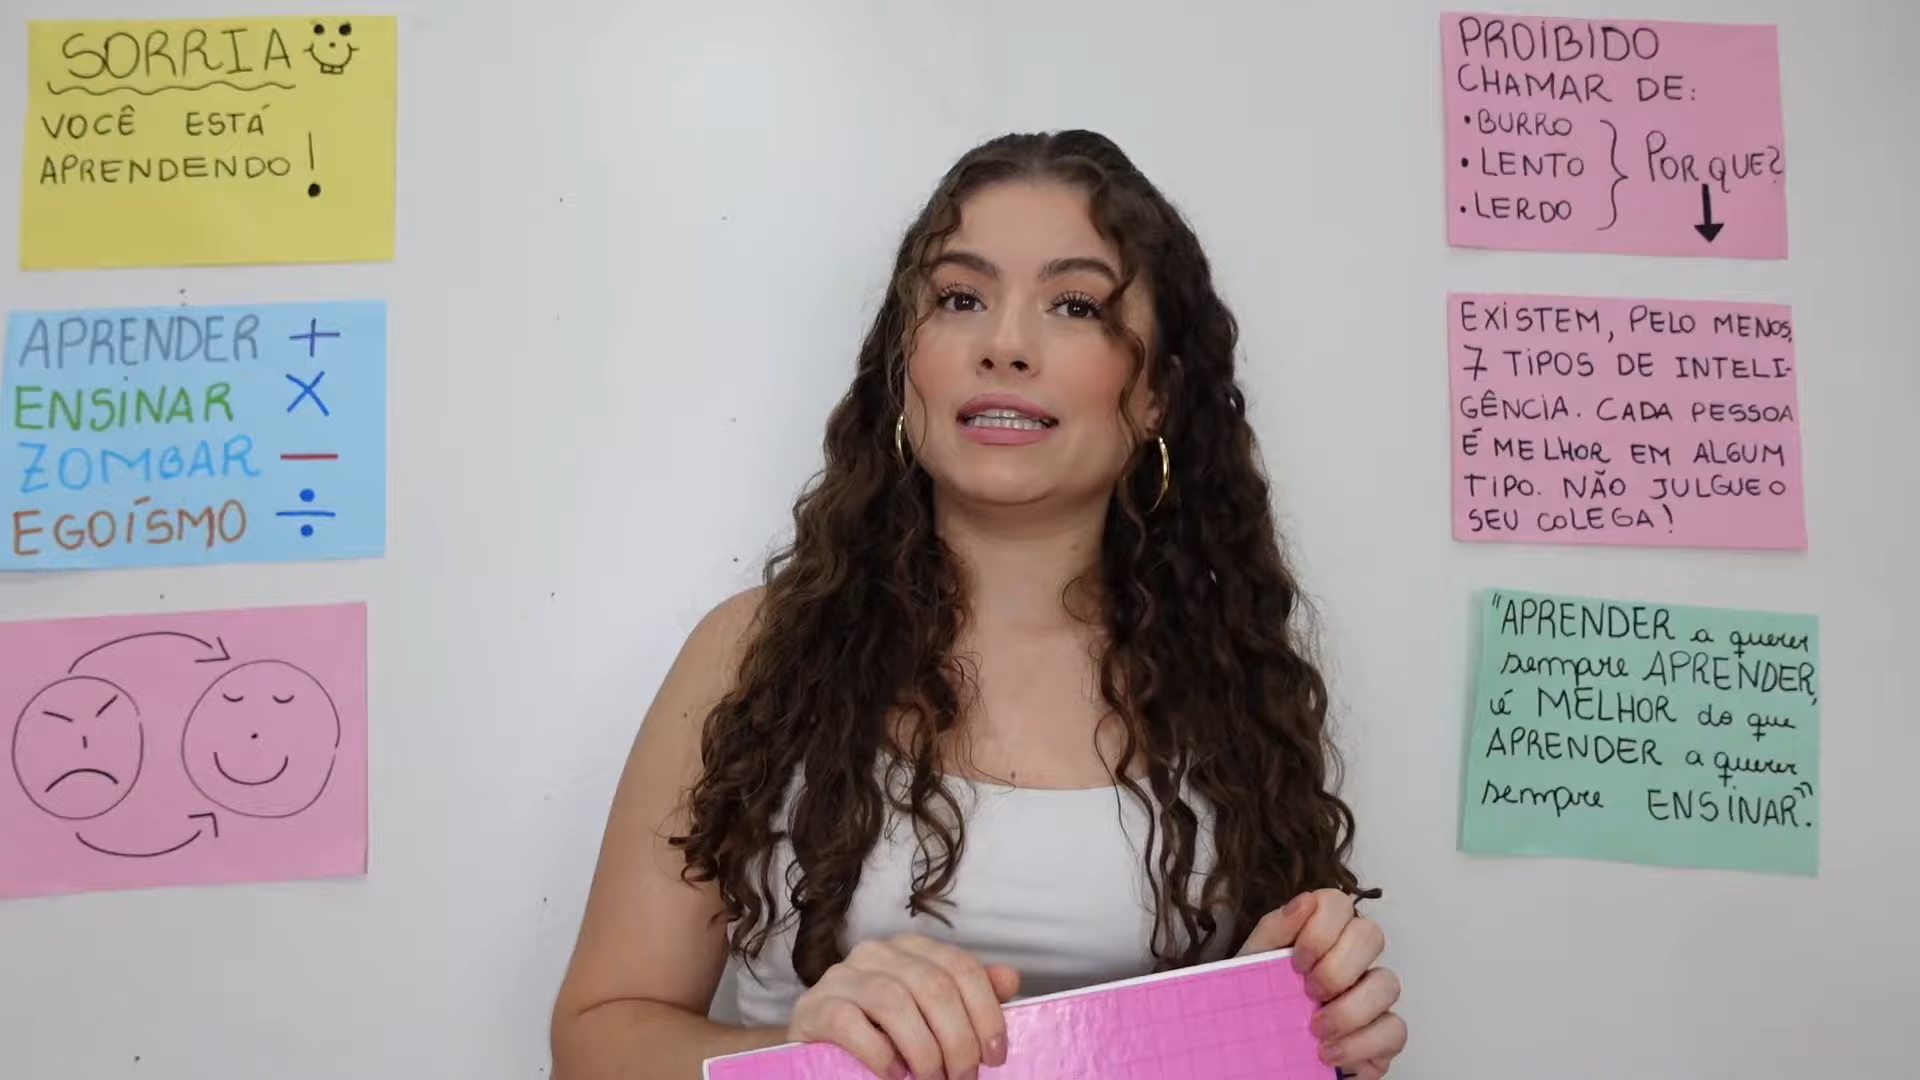 SORRIA
VOCÊ ESTÁ
APRENDENDO!
APRENDER +
ENSINAR X
ZOMBAR −
EGOÍSMO ÷
PROIBIDO
CHAMAR DE:
• BURRO
• LENTO
• LERDO
POR QUE?
EXISTEM, PELO MENOS,
7 TIPOS DE INTELI-
GÊNCIA. CADA PESSOA
É MELHOR EM ALGUM
TIPO. NÃO JULGUE O
SEU COLEGA!
"APRENDER a querer
sempre APRENDER,
é MELHOR do que
APRENDER a querer
sempre ENSINAR".